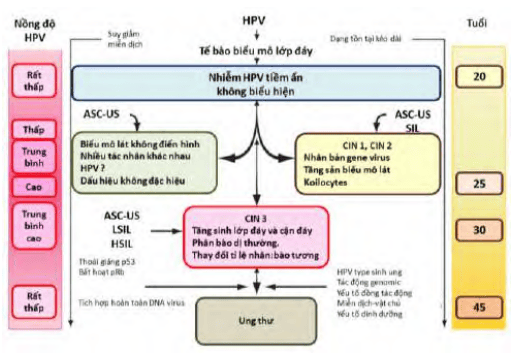 Nồng độ
HPV
Suy giảm
miễn dịch
HPV
Dạng tồn tại kéo dài
Tuổi
Tế bào biểu mô lớp đáy
Rất
thấp
Nhiễm HPV tiềm ẩn
không biểu hiện
20
ASC-US
ASC-US
SIL
Thấp
Trung
bình
Cao
Trung
bình
cao
Rất
thấp
Biểu mô lát không điển hình
Nhiều tác nhân khác nhau
HPV ?
Dấu hiệu không đặc hiệu
CIN 1, CIN 2
Nhân bản gene virus
Tăng sản biểu mô lát
Koilocytes
25
30
45
ASC-US
LSIL
HSIL
CIN 3
Tăng sinh lớp đáy và cận đáy
Phân bào dị thường.
Thay đổi tỉ lệ nhân:bào tương
Thoái giáng p53
Bất hoạt pRb
Tích hợp hoàn toàn DNA virus
HPV type sinh ung
Tác động genomic
Yếu tố đồng tác động
Miễn dịch-vật chủ
Yếu tố dinh dưỡng
Ung thư